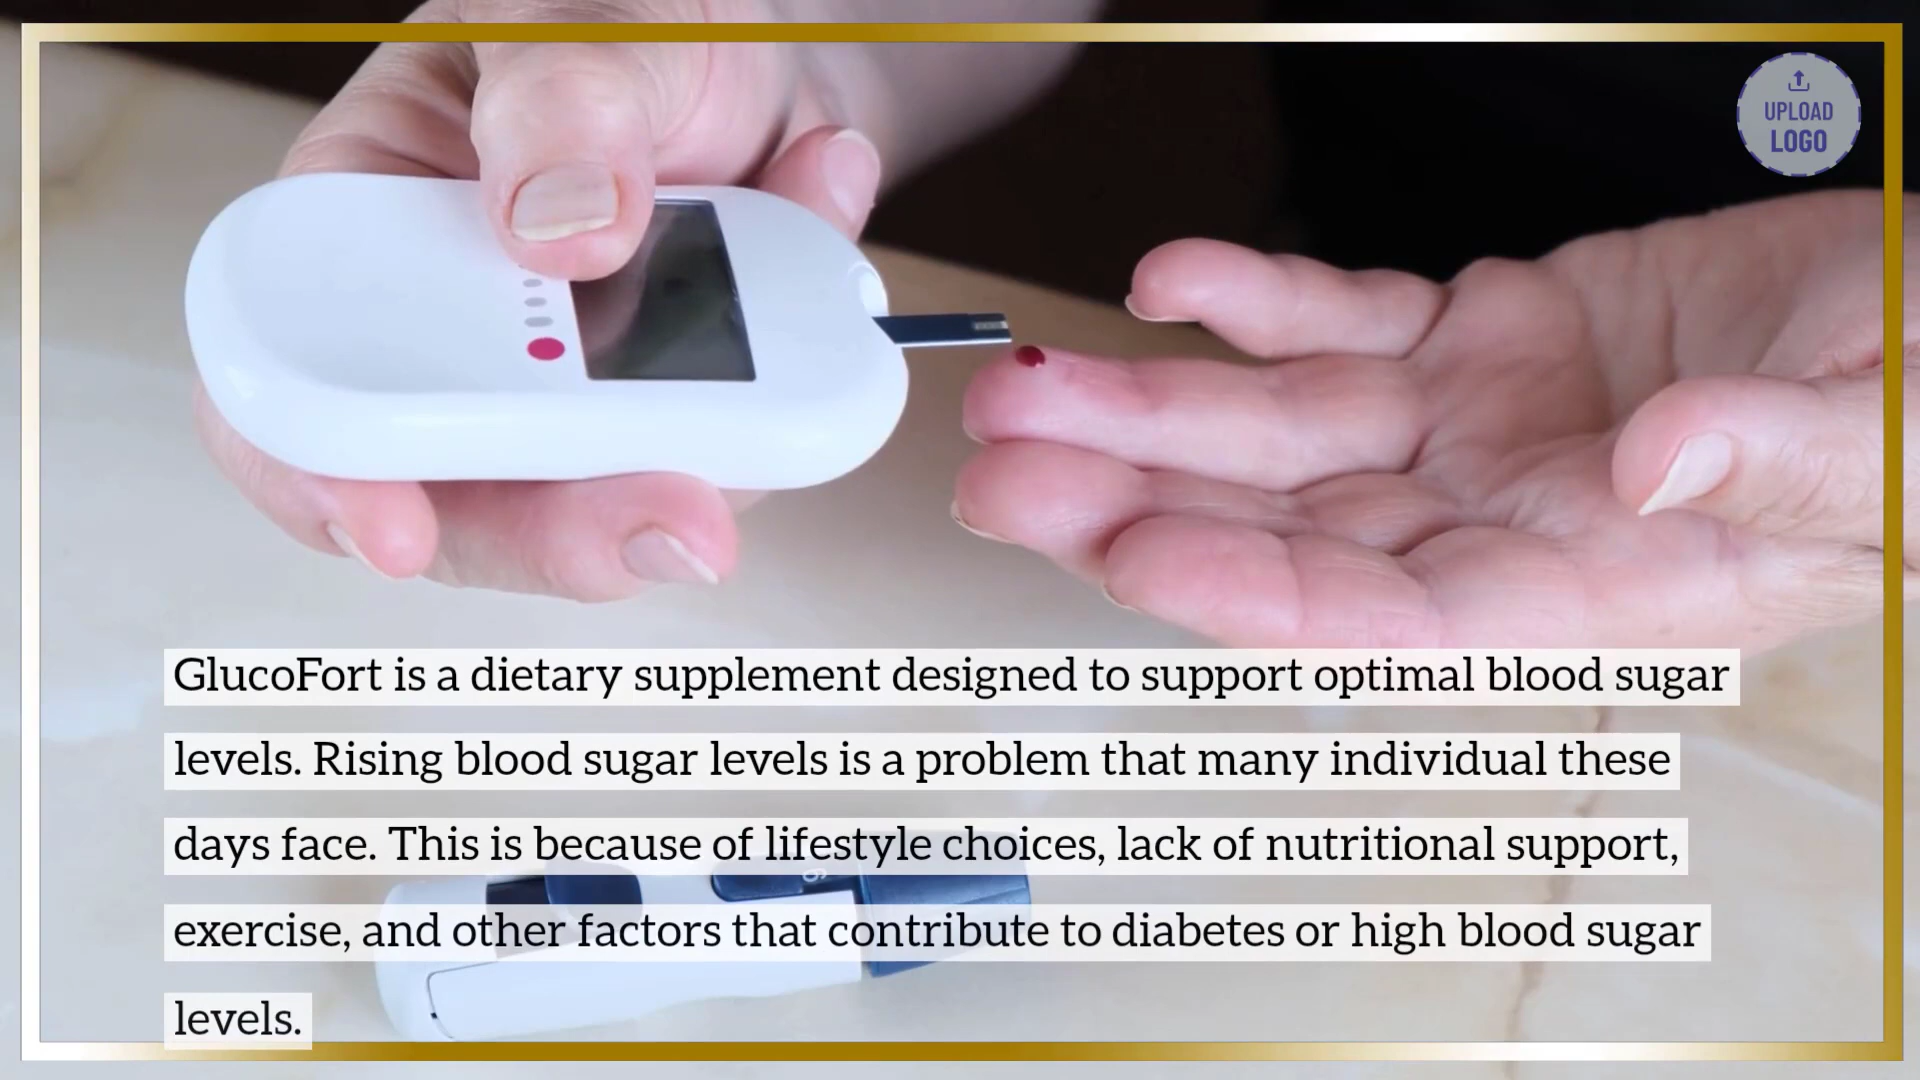 UPLOAD
LOGO
GlucoFort is a dietary supplement designed to support optimal blood sugar
levels. Rising blood sugar levels is a problem that many individual these
days face. This is because of lifestyle choices, lack of nutritional support,
exercise, and other factors that contribute to diabetes or high blood sugar
levels.